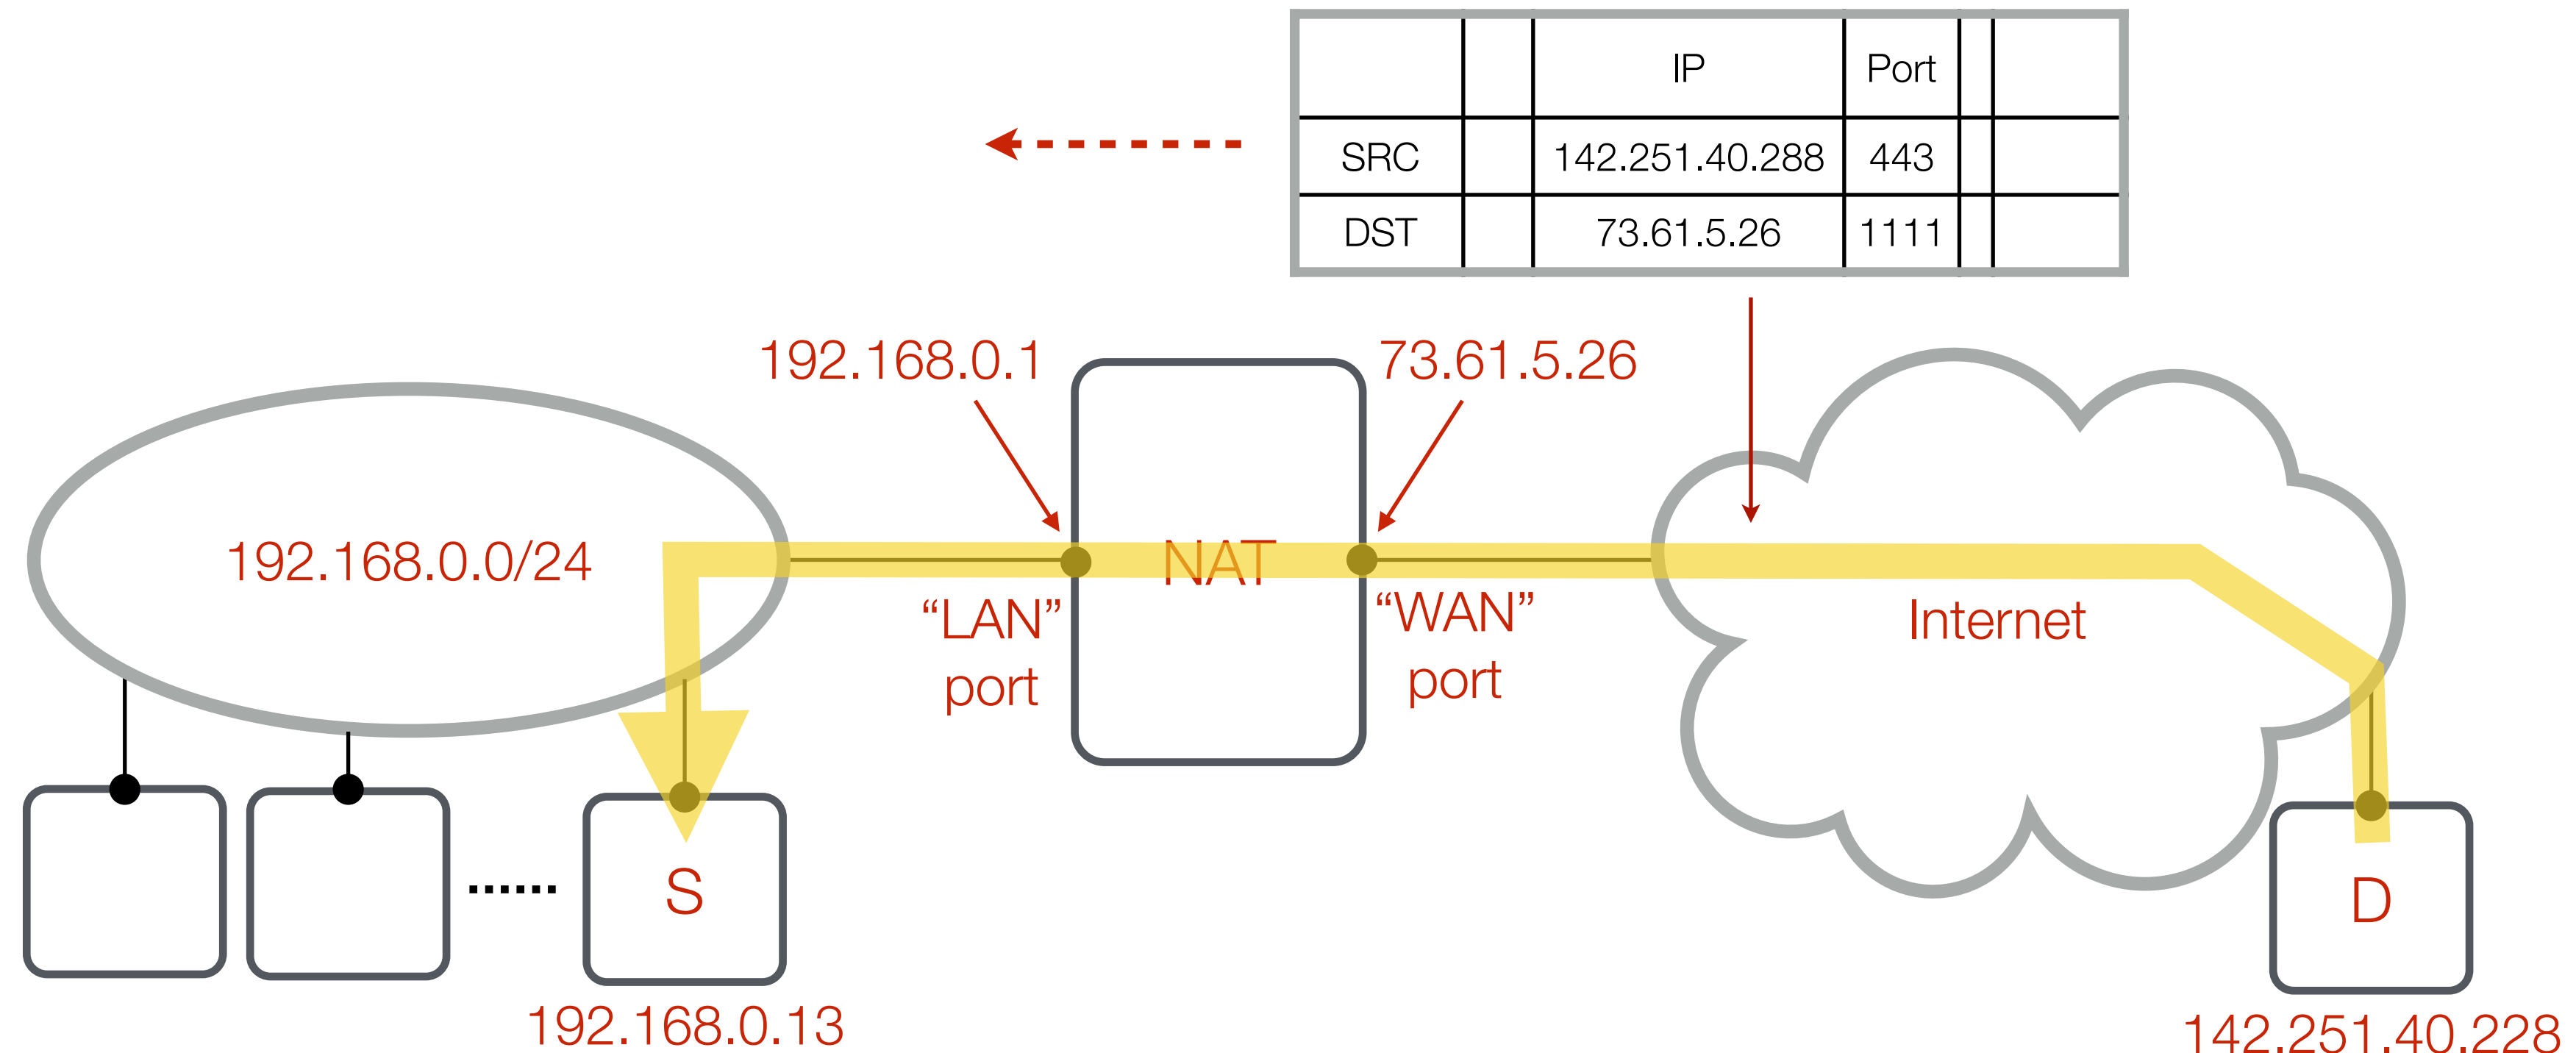 IP Port
SRC 142.251.40.288 443
DST 73.61.5.26 1111
192.168.0.1
73.61.5.26
192.168.0.0/24
NAT
“LAN”
port
“WAN”
port
Internet
S
D
192.168.0.13
142.251.40.228